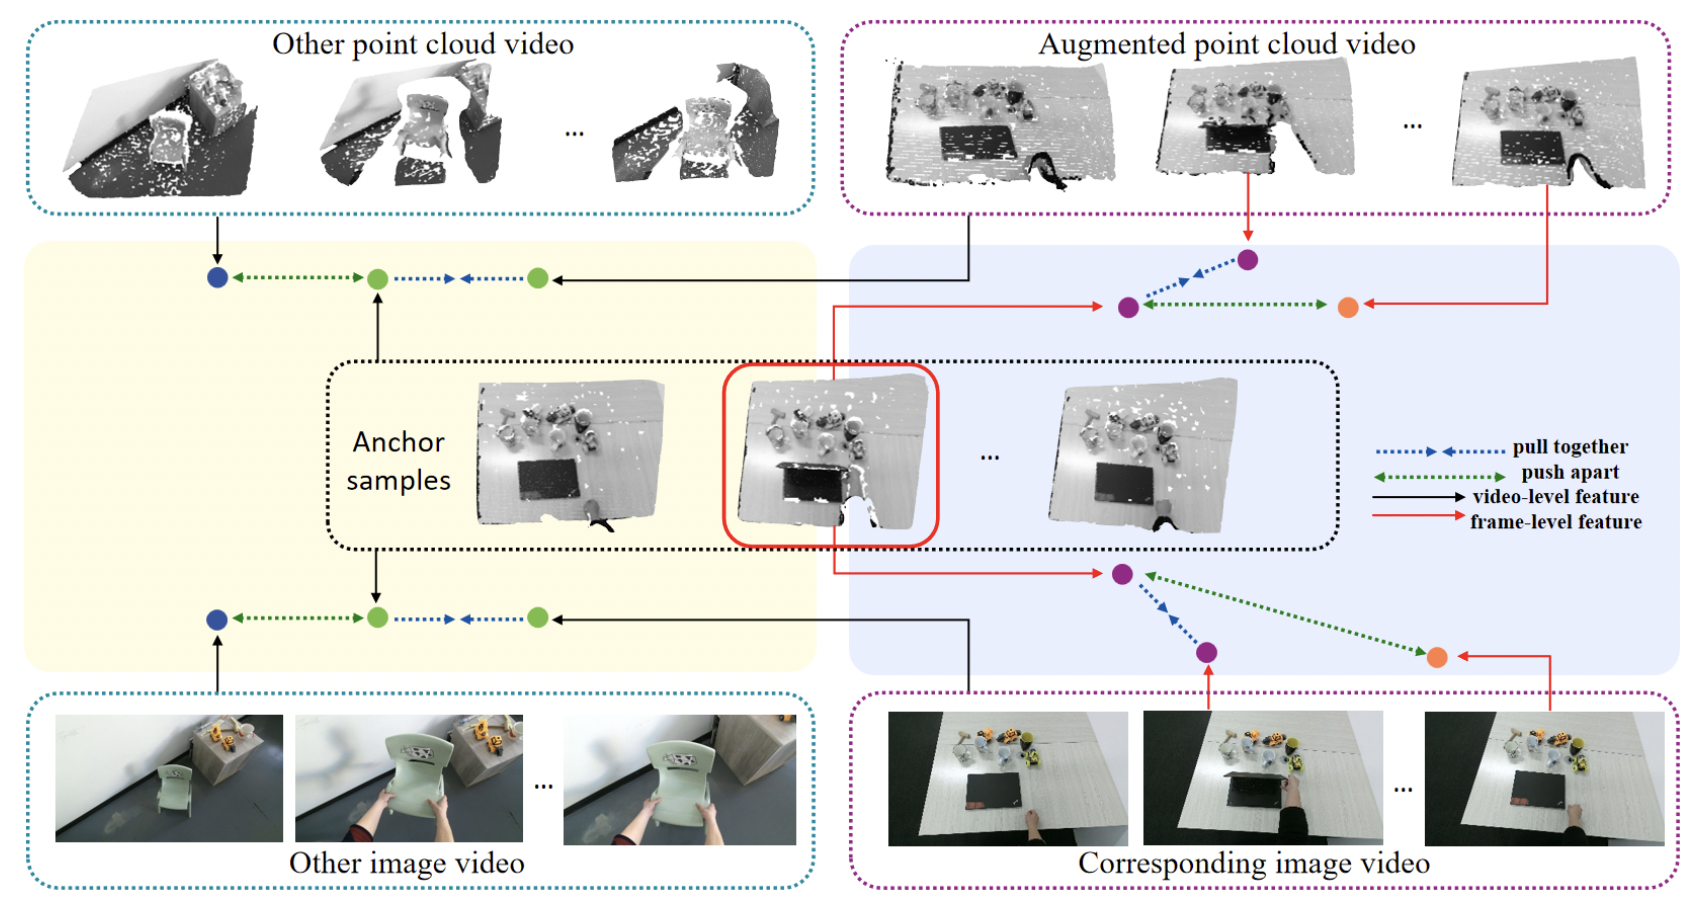 Other point cloud video
Augmented point cloud video
...
...
Anchor
samples
...
pull together
push apart
video-level feature
frame-level feature
...
...
Other image video
Corresponding image video